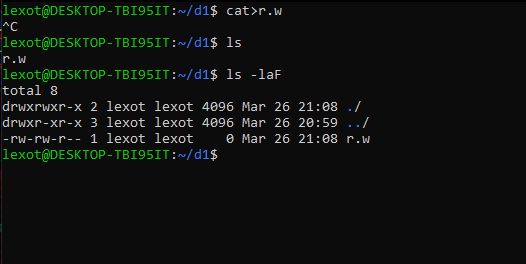 lexot@DESKTOP-TBI95IT:~/d1$ cat>r.w
^C
lexot@DESKTOP-TBI95IT:~/d1$ ls
r.w
lexot@DESKTOP-TBI95IT:~/d1$ ls -laF
total 8
drwxrwxr-x 2 lexot lexot 4096 Mar 26 21:08 ./
drwxr-xr-x 3 lexot lexot 4096 Mar 26 20:59 ../
-rw-rw-r-- 1 lexot lexot    0 Mar 26 21:08 r.w
lexot@DESKTOP-TBI95IT:~/d1$